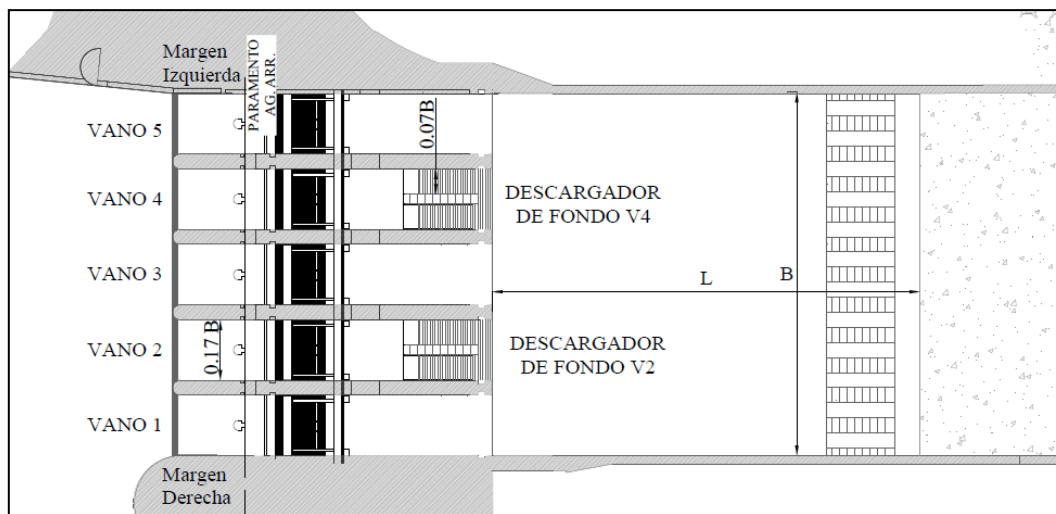 Margen
Izquierda
PARAMENTO
AG. ARR.
VANO 5
0.07B
VANO 4
DESCARGADOR
DE FONDO V4
VANO 3
L
B
0.17 B
VANO 2
DESCARGADOR
DE FONDO V2
VANO 1
Margen
Derecha